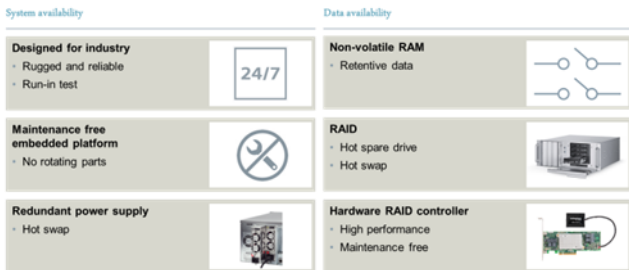 System availability
Designed for industry
Rugged and reliable
Run-in test
24/7
Maintenance free
embedded platform
No rotating parts
Redundant power supply
Hot swap
Data availability
Non-volatile RAM
Retentive data
RAID
Hot spare drive
Hot swap
Hardware RAID controller
High performance
Maintenance free